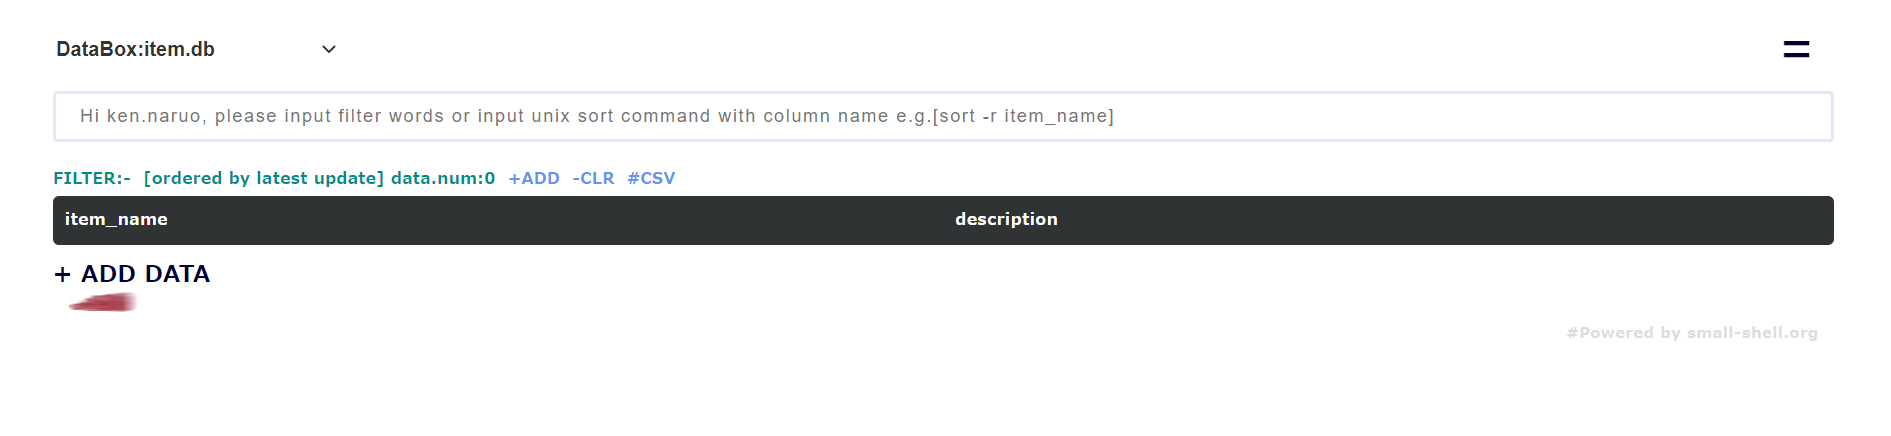 DataBox:item.db
Hi ken.naruo, please input filter words or input unix sort command with column name e.g.[sort -r item_name]
FILTER:- [ordered by latest update] data.num:0 +ADD -CLR #CSV
item_name description
+ ADD DATA
#Powered by small-shell.org